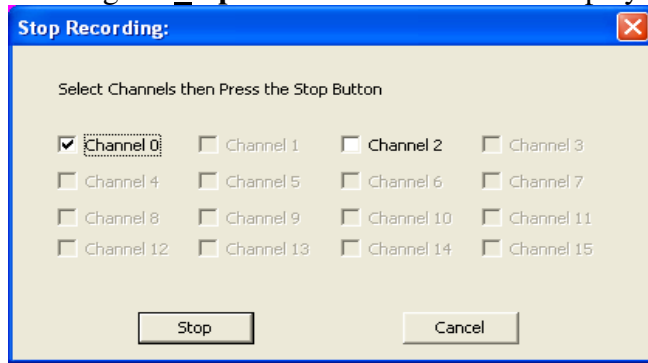 Stop Recording:
Select Channels then Press the Stop Button
Channel 0 Channel 1 Channel 2 Channel 3
Channel 4 Channel 5 Channel 6 Channel 7
Channel 8 Channel 9 Channel 10 Channel 11
Channel 12 Channel 13 Channel 14 Channel 15
Stop Cancel